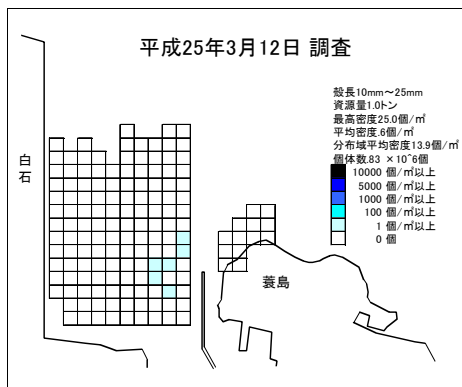 平成25年3月12日 調査
殻長10mm～25mm
資源量1.0トン
最高密度25.0個/㎡
平均密度.6個/㎡
分布域平均密度13.9個/㎡
個体数.83 ×10^6個
10000 個/㎡以上
5000 個/㎡以上
1000 個/㎡以上
100 個/㎡以上
1 個/㎡以上
0 個
白石
蓑島